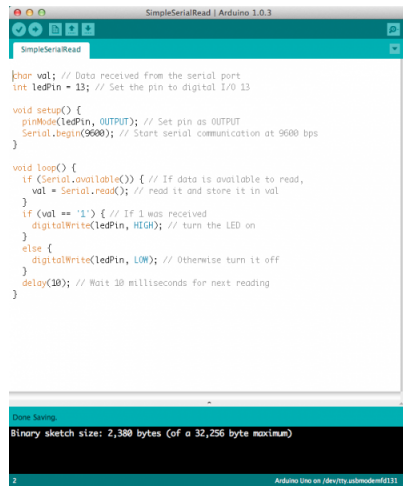 SimpleSerialRead | Arduino 1.0.3
SimpleSerialRead
char val; // Data received from the serial port
int ledPin = 13; // Set the pin to digital I/O 13
void setup() {
pinMode(ledPin, OUTPUT); // Set pin as OUTPUT
Serial.begin(9600); // Start serial communication at 9600 bps
}
void loop() {
if (Serial.available()) { // If data is available to read,
val = Serial.read(); // read it and store it in val
}
if (val == '1') { // If 1 was received
digitalWrite(ledPin, HIGH); // turn the LED on
}
else {
digitalWrite(ledPin, LOW); // Otherwise turn it off
}
delay(10); // Wait 10 milliseconds for next reading
}
Done Saving.
Binary sketch size: 2,380 bytes (of a 32,256 byte maximum)
2
Arduino Uno on /dev/tty.usbmodemfd131